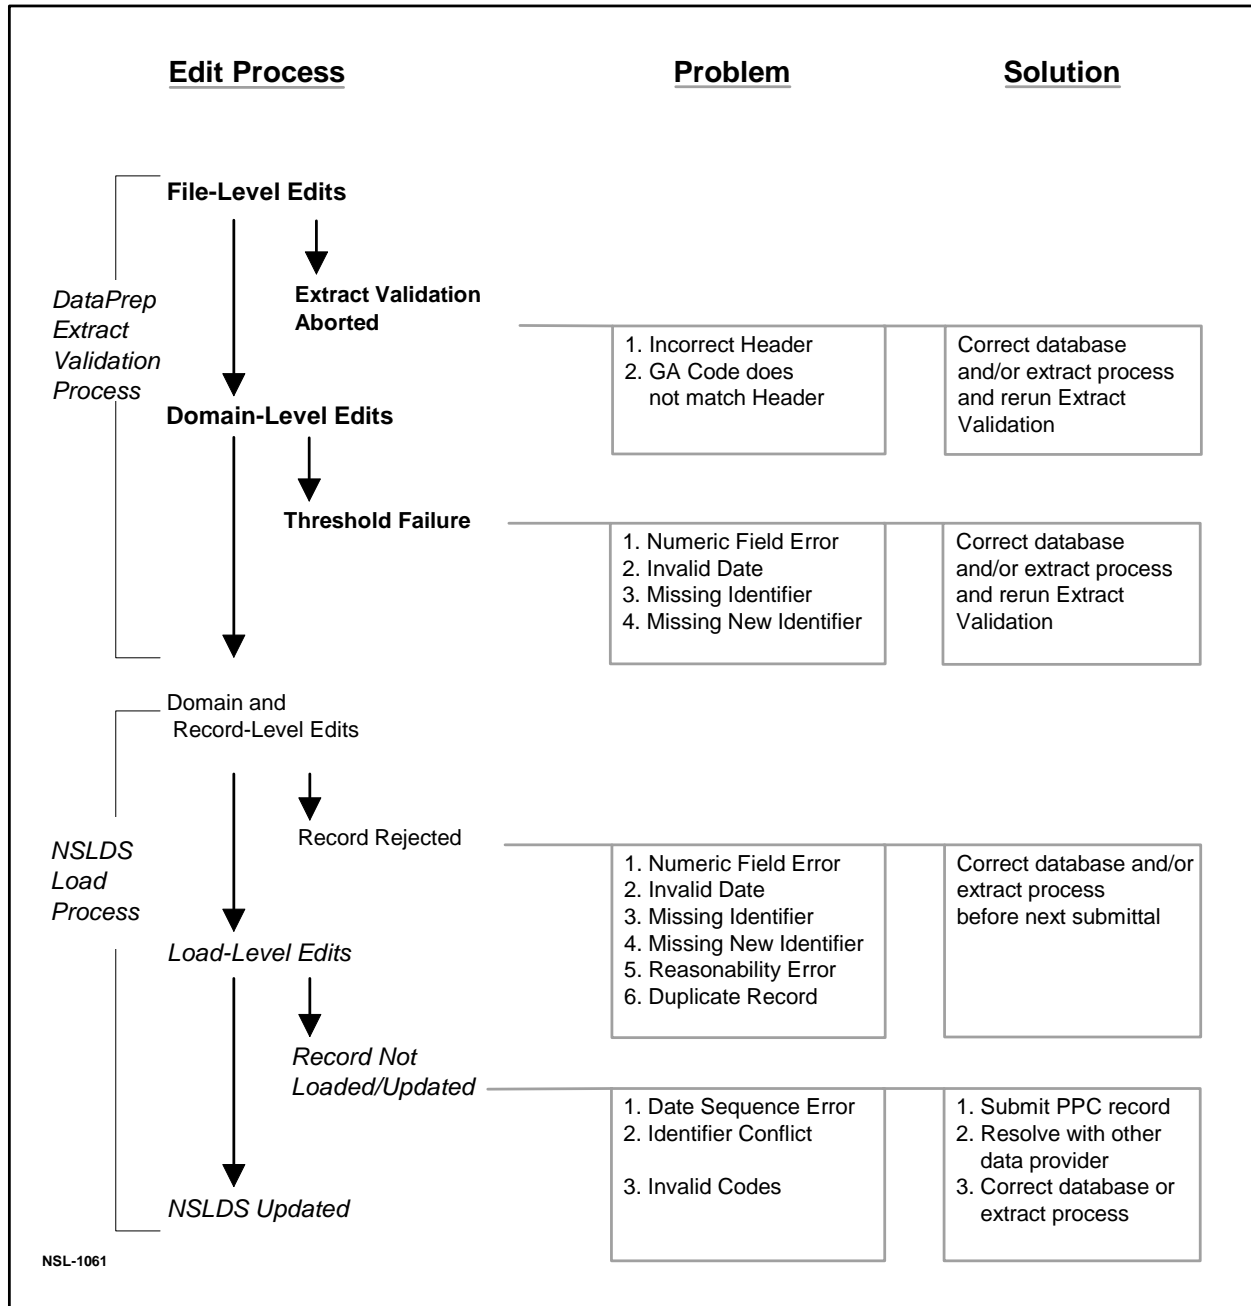 Edit Process
Problem
Solution
File-Level Edits
DataPrep
Extract
Validation
Process
Extract Validation
Aborted
1. Incorrect Header
2. GA Code does
not match Header
Correct database
and/or extract process
and rerun Extract
Validation
Domain-Level Edits
Threshold Failure
1. Numeric Field Error
2. Invalid Date
3. Missing Identifier
4. Missing New Identifier
Correct database
and/or extract process
and rerun Extract
Validation
Domain and
Record-Level Edits
NSLDS
Load
Process
Record Rejected
1. Numeric Field Error
2. Invalid Date
3. Missing Identifier
4. Missing New Identifier
5. Reasonability Error
6. Duplicate Record
Correct database and/or
extract process
before next submittal
Load-Level Edits
Record Not
Loaded/Updated
1. Date Sequence Error
2. Identifier Conflict
3. Invalid Codes
1. Submit PPC record
2. Resolve with other
data provider
3. Correct database or
extract process
NSLDS Updated
NSL-1061